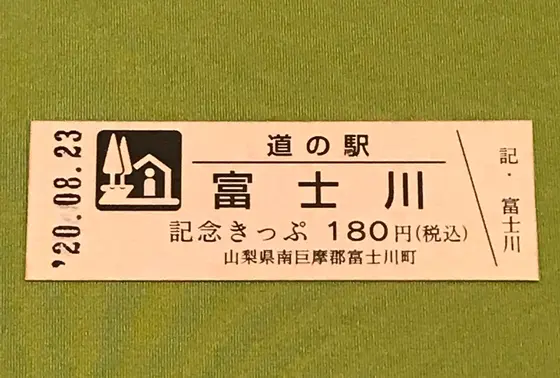 '20.08.23
道の駅
富士川
記念きっぷ 180円(税込)
山梨県南巨摩郡富士川町
記・富士川